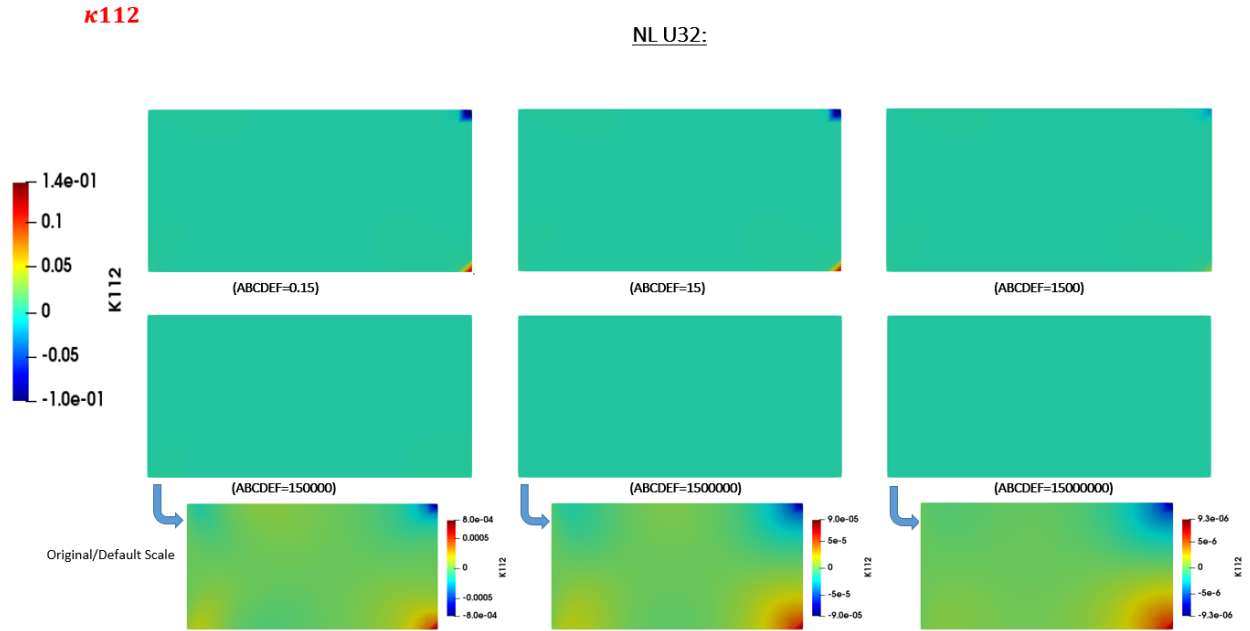 κ112
NL U32:
1.4e-01
0.1
0.05
0
-0.05
-1.0e-01
K112
(ABCDEF=0.15)
(ABCDEF=15)
(ABCDEF=1500)
(ABCDEF=150000)
(ABCDEF=1500000)
(ABCDEF=15000000)
Original/Default Scale
8.0e-04
0.0005
0
-0.0005
-8.0e-04
K112
9.0e-05
5e-5
0
-5e-5
-9.0e-05
K112
9.3e-06
5e-6
0
-5e-6
-9.3e-06
K112